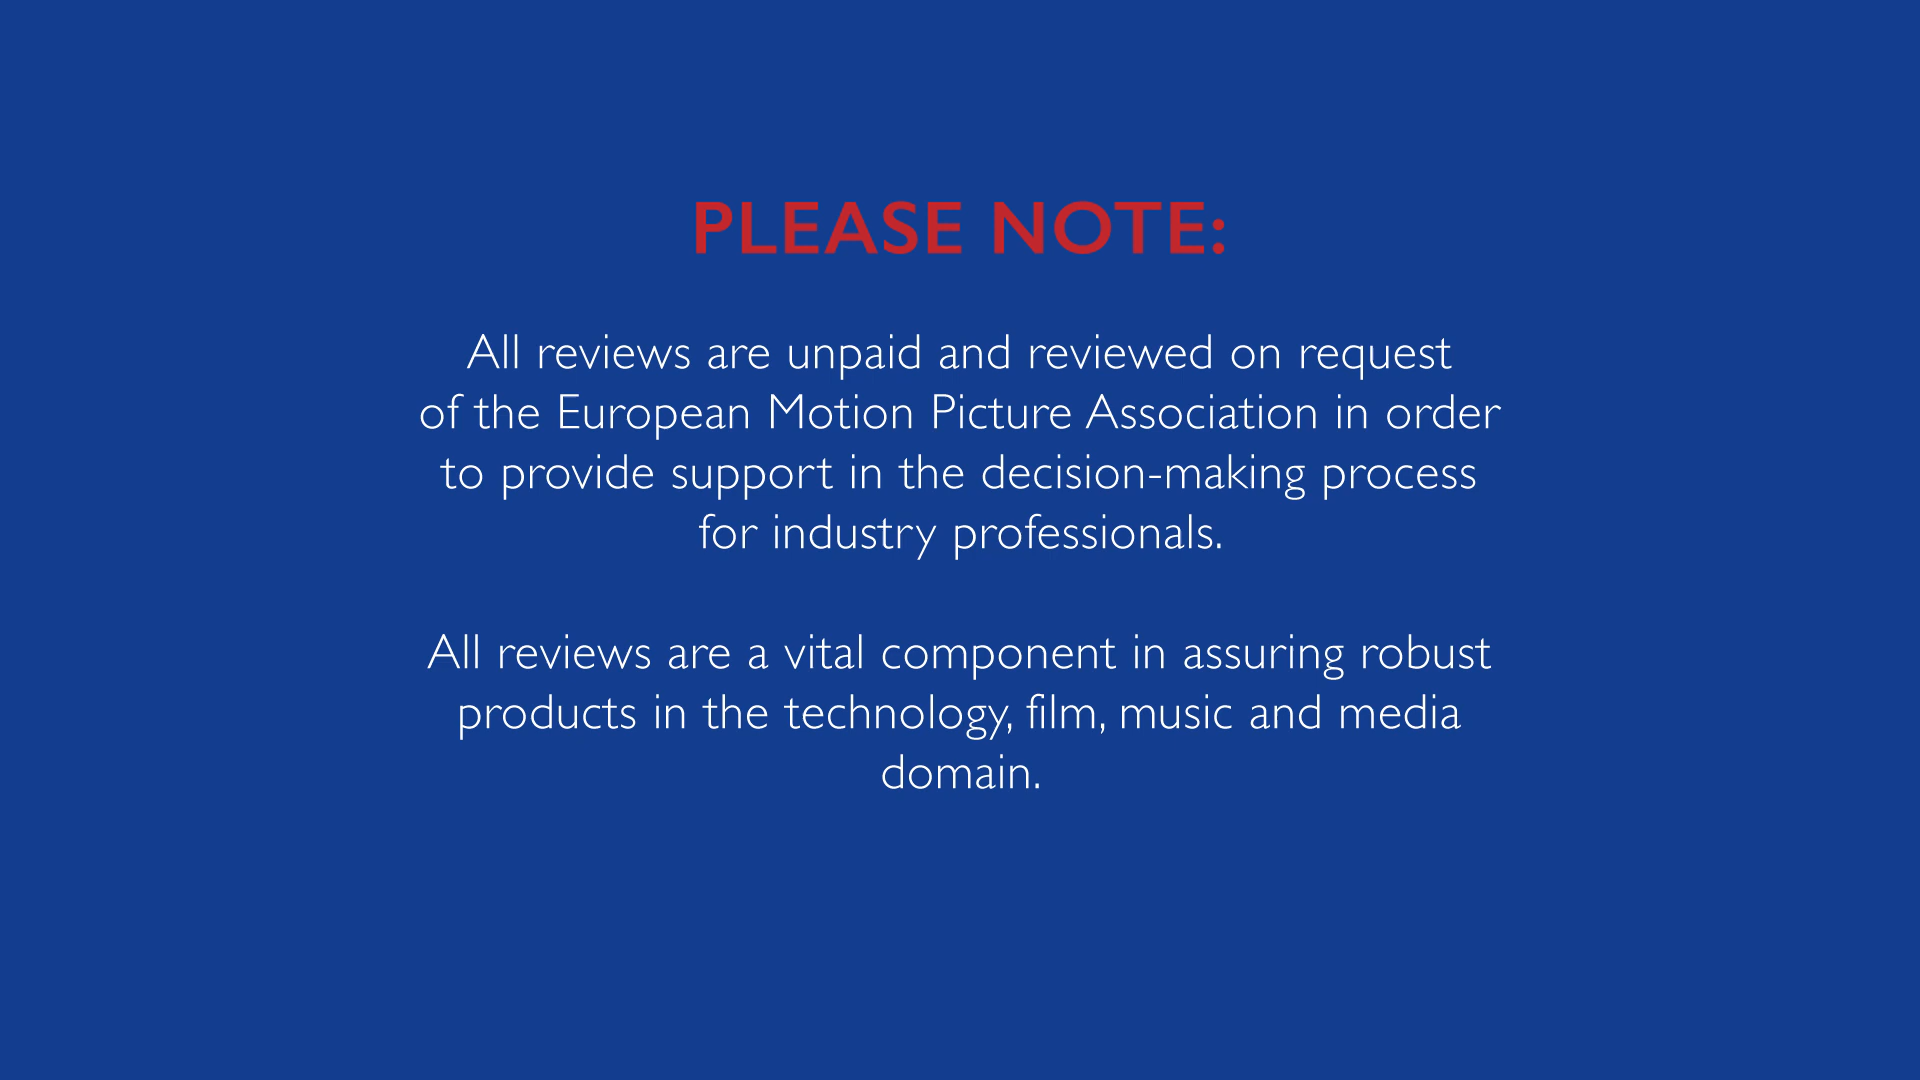 PLEASE NOTE:
All reviews are unpaid and reviewed on request
of the European Motion Picture Association in order
to provide support in the decision-making process
for industry professionals.
All reviews are a vital component in assuring robust
products in the technology, film, music and media
domain.